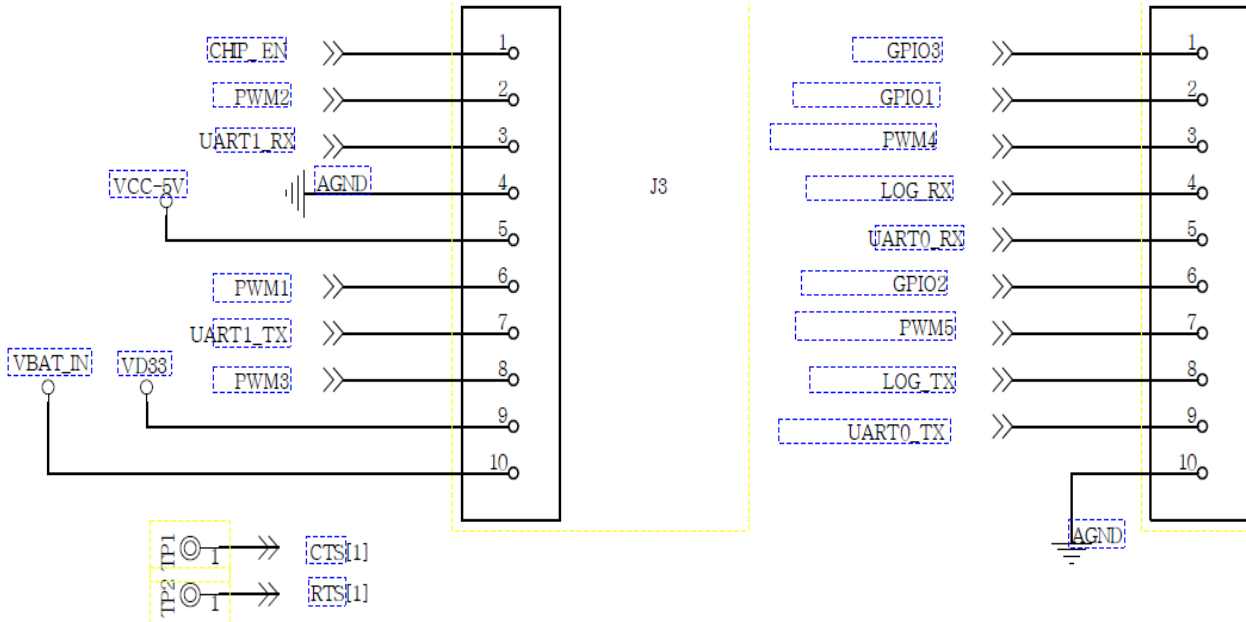 CHIP_EN
1
PWM2
2
UART1_RX
3
AGND
4
VCC-5V
5
PWM1
6
UART1_TX
7
PWM3
8
VBAT_IN
VD33
9
10
J3
GPIO3
1
GPIO1
2
PWM4
3
LOG_RX
4
UART0_RX
5
GPIO2
6
PWM5
7
LOG_TX
8
UART0_TX
9
10
AGND
TP1
1
CTS[1]
TP2
1
RTS[1]